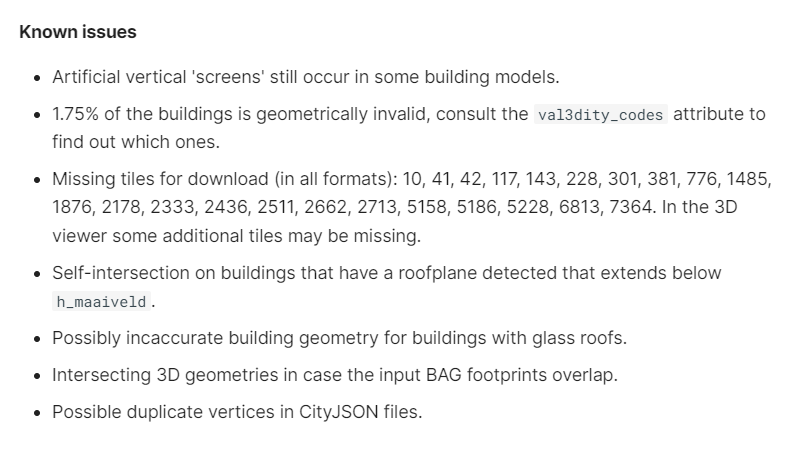 Known issues
• Artificial vertical 'screens' still occur in some building models.
• 1.75% of the buildings is geometrically invalid, consult the val3dity_codes attribute to
find out which ones.
• Missing tiles for download (in all formats): 10, 41, 42, 117, 143, 228, 301, 381, 776, 1485,
1876, 2178, 2333, 2436, 2511, 2662, 2713, 5158, 5186, 5228, 6813, 7364. In the 3D
viewer some additional tiles may be missing.
• Self-intersection on buildings that have a roofplane detected that extends below
h_maaiveld.
• Possibly incaccurate building geometry for buildings with glass roofs.
• Intersecting 3D geometries in case the input BAG footprints overlap.
• Possible duplicate vertices in CityJSON files.